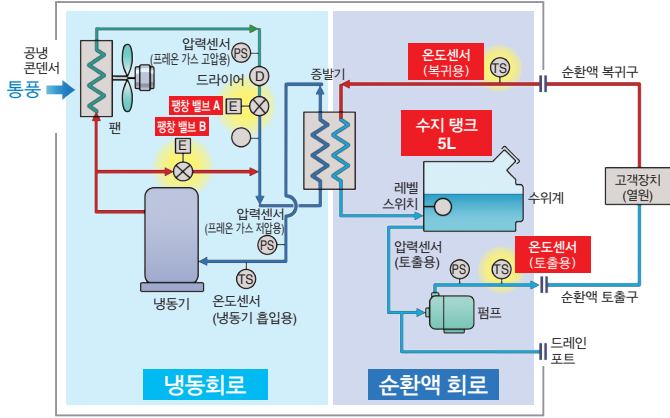 공냉
콘덴서
통풍
팬
압력센서
(프레온 가스 고압용)
PS
드라이어
D
팽창 밸브 A
E
팽창 밸브 B
E
증발기
압력센서
(프레온 가스 저압용)
PS
TS
온도센서
(냉동기 흡입용)
냉동기
냉동회로
온도센서
(복귀용)
TS
순환액 복귀구
수지 탱크
5L
레벨
스위치
수위계
고객장치
(열원)
압력센서
(토출용)
PS
TS
온도센서
(토출용)
순환액 토출구
펌프
드레인
포트
순환액 회로